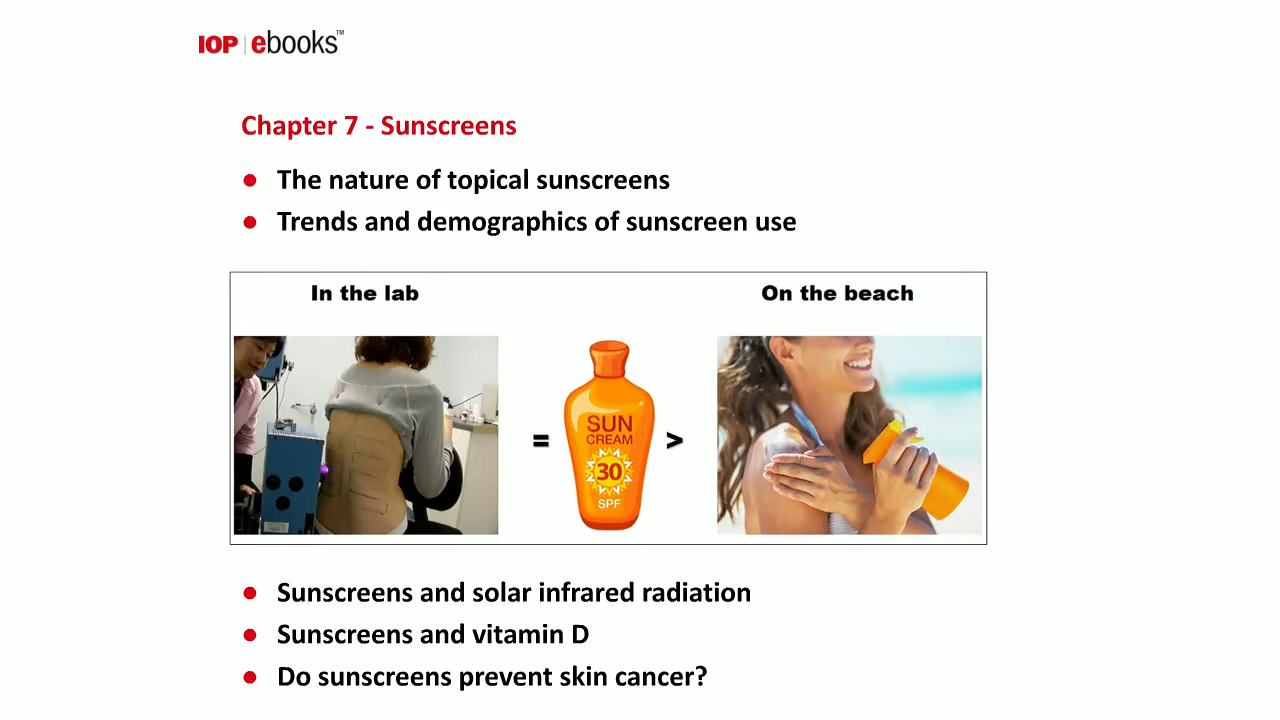 IOP | ebooks™
Chapter 7 - Sunscreens
● The nature of topical sunscreens
● Trends and demographics of sunscreen use
In the lab
On the beach
=
SUN
CREAM
30
SPF
>
● Sunscreens and solar infrared radiation
● Sunscreens and vitamin D
● Do sunscreens prevent skin cancer?